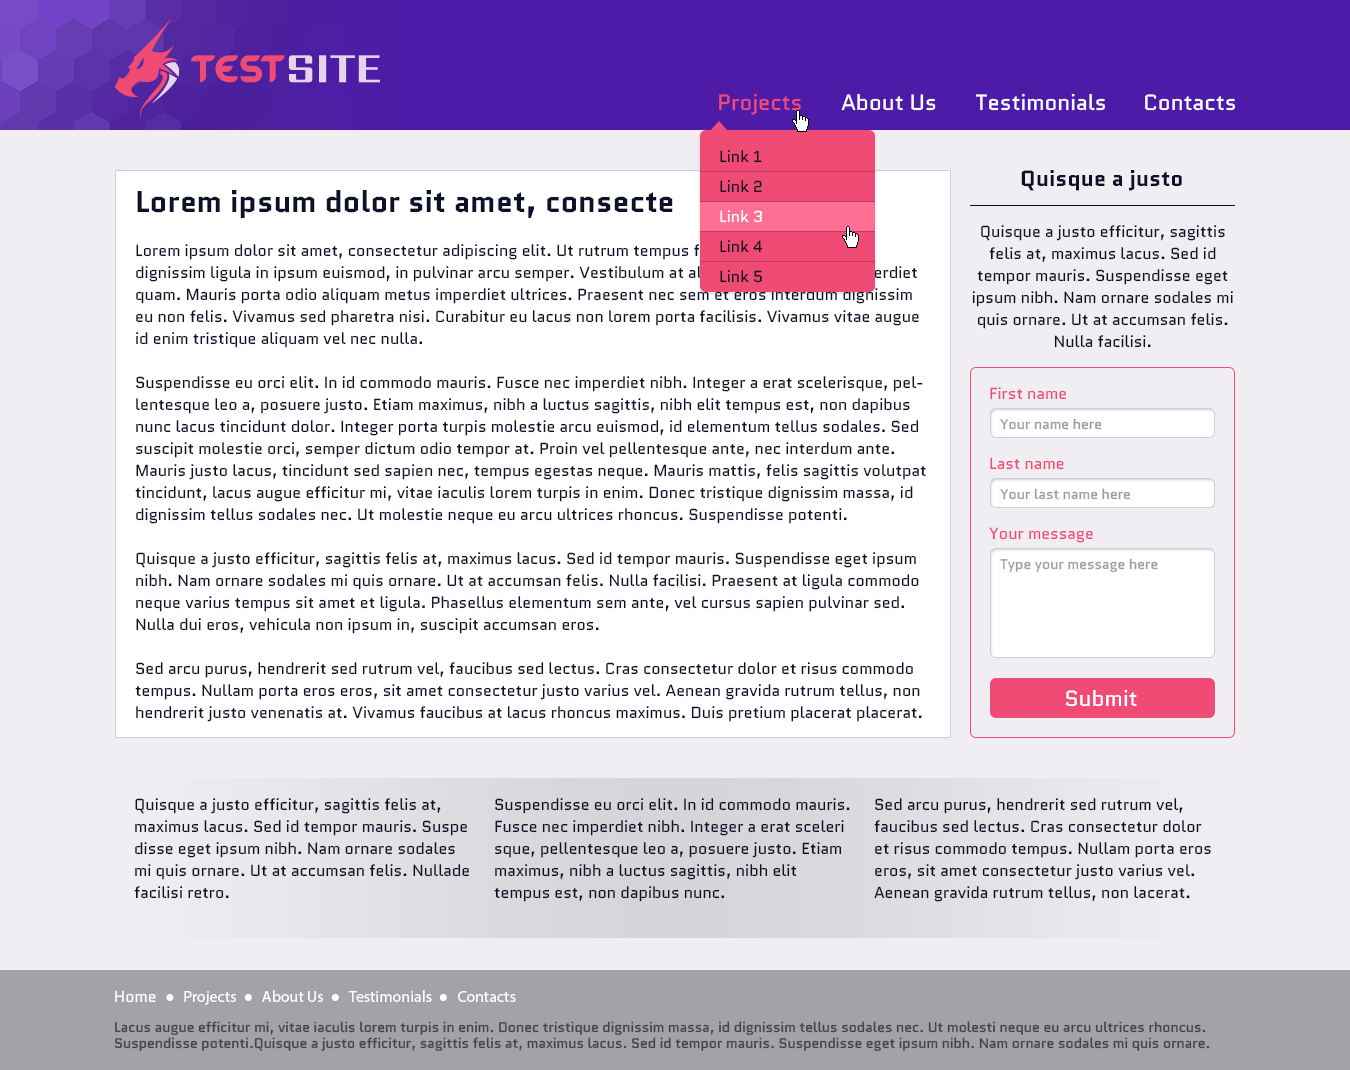 TESTSITE
Projects
About Us
Testimonials
Contacts
Link 1
Link 2
Link 3
Link 4
Link 5
Lorem ipsum dolor sit amet, consecte
Lorem ipsum dolor sit amet, consectetur adipiscing elit. Ut rutrum tempus
dignissim ligula in ipsum euismod, in pulvinar arcu semper. Vestibulum at
quam. Mauris porta odio aliquam metus imperdiet ultrices. Praesent nec sem et eros interdum dignissim
eu non felis. Vivamus sed pharetra nisi. Curabitur eu lacus non lorem porta facilisis. Vivamus vitae augue
id enim tristique aliquam vel nec nulla.
Suspendisse eu orci elit. In id commodo mauris. Fusce nec imperdiet nibh. Integer a erat scelerisque, pel-
lentesque leo a, posuere justo. Etiam maximus, nibh a luctus sagittis, nibh elit tempus est, non dapibus
nunc lacus tincidunt dolor. Integer porta turpis molestie arcu euismod, id elementum tellus sodales. Sed
suscipit molestie orci, semper dictum odio tempor at. Proin vel pellentesque ante, nec interdum ante.
Mauris justo lacus, tincidunt sed sapien nec, tempus egestas neque. Mauris mattis, felis sagittis volutpat
tincidunt, lacus augue efficitur mi, vitae iaculis lorem turpis in enim. Donec tristique dignissim massa, id
dignissim tellus sodales nec. Ut molestie neque eu arcu ultrices rhoncus. Suspendisse potenti.
Quisque a justo efficitur, sagittis felis at, maximus lacus. Sed id tempor mauris. Suspendisse eget ipsum
nibh. Nam ornare sodales mi quis ornare. Ut at accumsan felis. Nulla facilisi. Praesent at ligula commodo
neque varius tempus sit amet et ligula. Phasellus elementum sem ante, vel cursus sapien pulvinar sed.
Nulla dui eros, vehicula non ipsum in, suscipit accumsan eros.
Sed arcu purus, hendrerit sed rutrum vel, faucibus sed lectus. Cras consectetur dolor et risus commodo
tempus. Nullam porta eros eros, sit amet consectetur justo varius vel. Aenean gravida rutrum tellus, non
hendrerit justo venenatis at. Vivamus faucibus at lacus rhoncus maximus. Duis pretium placerat placerat.
Quisque a justo
Quisque a justo efficitur, sagittis
felis at, maximus lacus. Sed id
tempor mauris. Suspendisse eget
ipsum nibh. Nam ornare sodales mi
quis ornare. Ut at accumsan felis.
Nulla facilisi.
First name
Your name here
Last name
Your last name here
Your message
Type your message here
Submit
Quisque a justo efficitur, sagittis felis at,
maximus lacus. Sed id tempor mauris. Suspe
disse eget ipsum nibh. Nam ornare sodales
mi quis ornare. Ut at accumsan felis. Nullade
facilisi retro.
Suspendisse eu orci elit. In id commodo mauris.
Fusce nec imperdiet nibh. Integer a erat sceleri
sque, pellentesque leo a, posuere justo. Etiam
maximus, nibh a luctus sagittis, nibh elit
tempus est, non dapibus nunc.
Sed arcu purus, hendrerit sed rutrum vel,
faucibus sed lectus. Cras consectetur dolor
et risus commodo tempus. Nullam porta eros
eros, sit amet consectetur justo varius vel.
Aenean gravida rutrum tellus, non lacerat.
Home ● Projects ● About Us ● Testimonials ● Contacts
Lacus augue efficitur mi, vitae iaculis lorem turpis in enim. Donec tristique dignissim massa, id dignissim tellus sodales nec. Ut molesti neque eu arcu ultrices rhoncus.
Suspendisse potenti.Quisque a justo efficitur, sagittis felis at, maximus lacus. Sed id tempor mauris. Suspendisse eget ipsum nibh. Nam ornare sodales mi quis ornare.